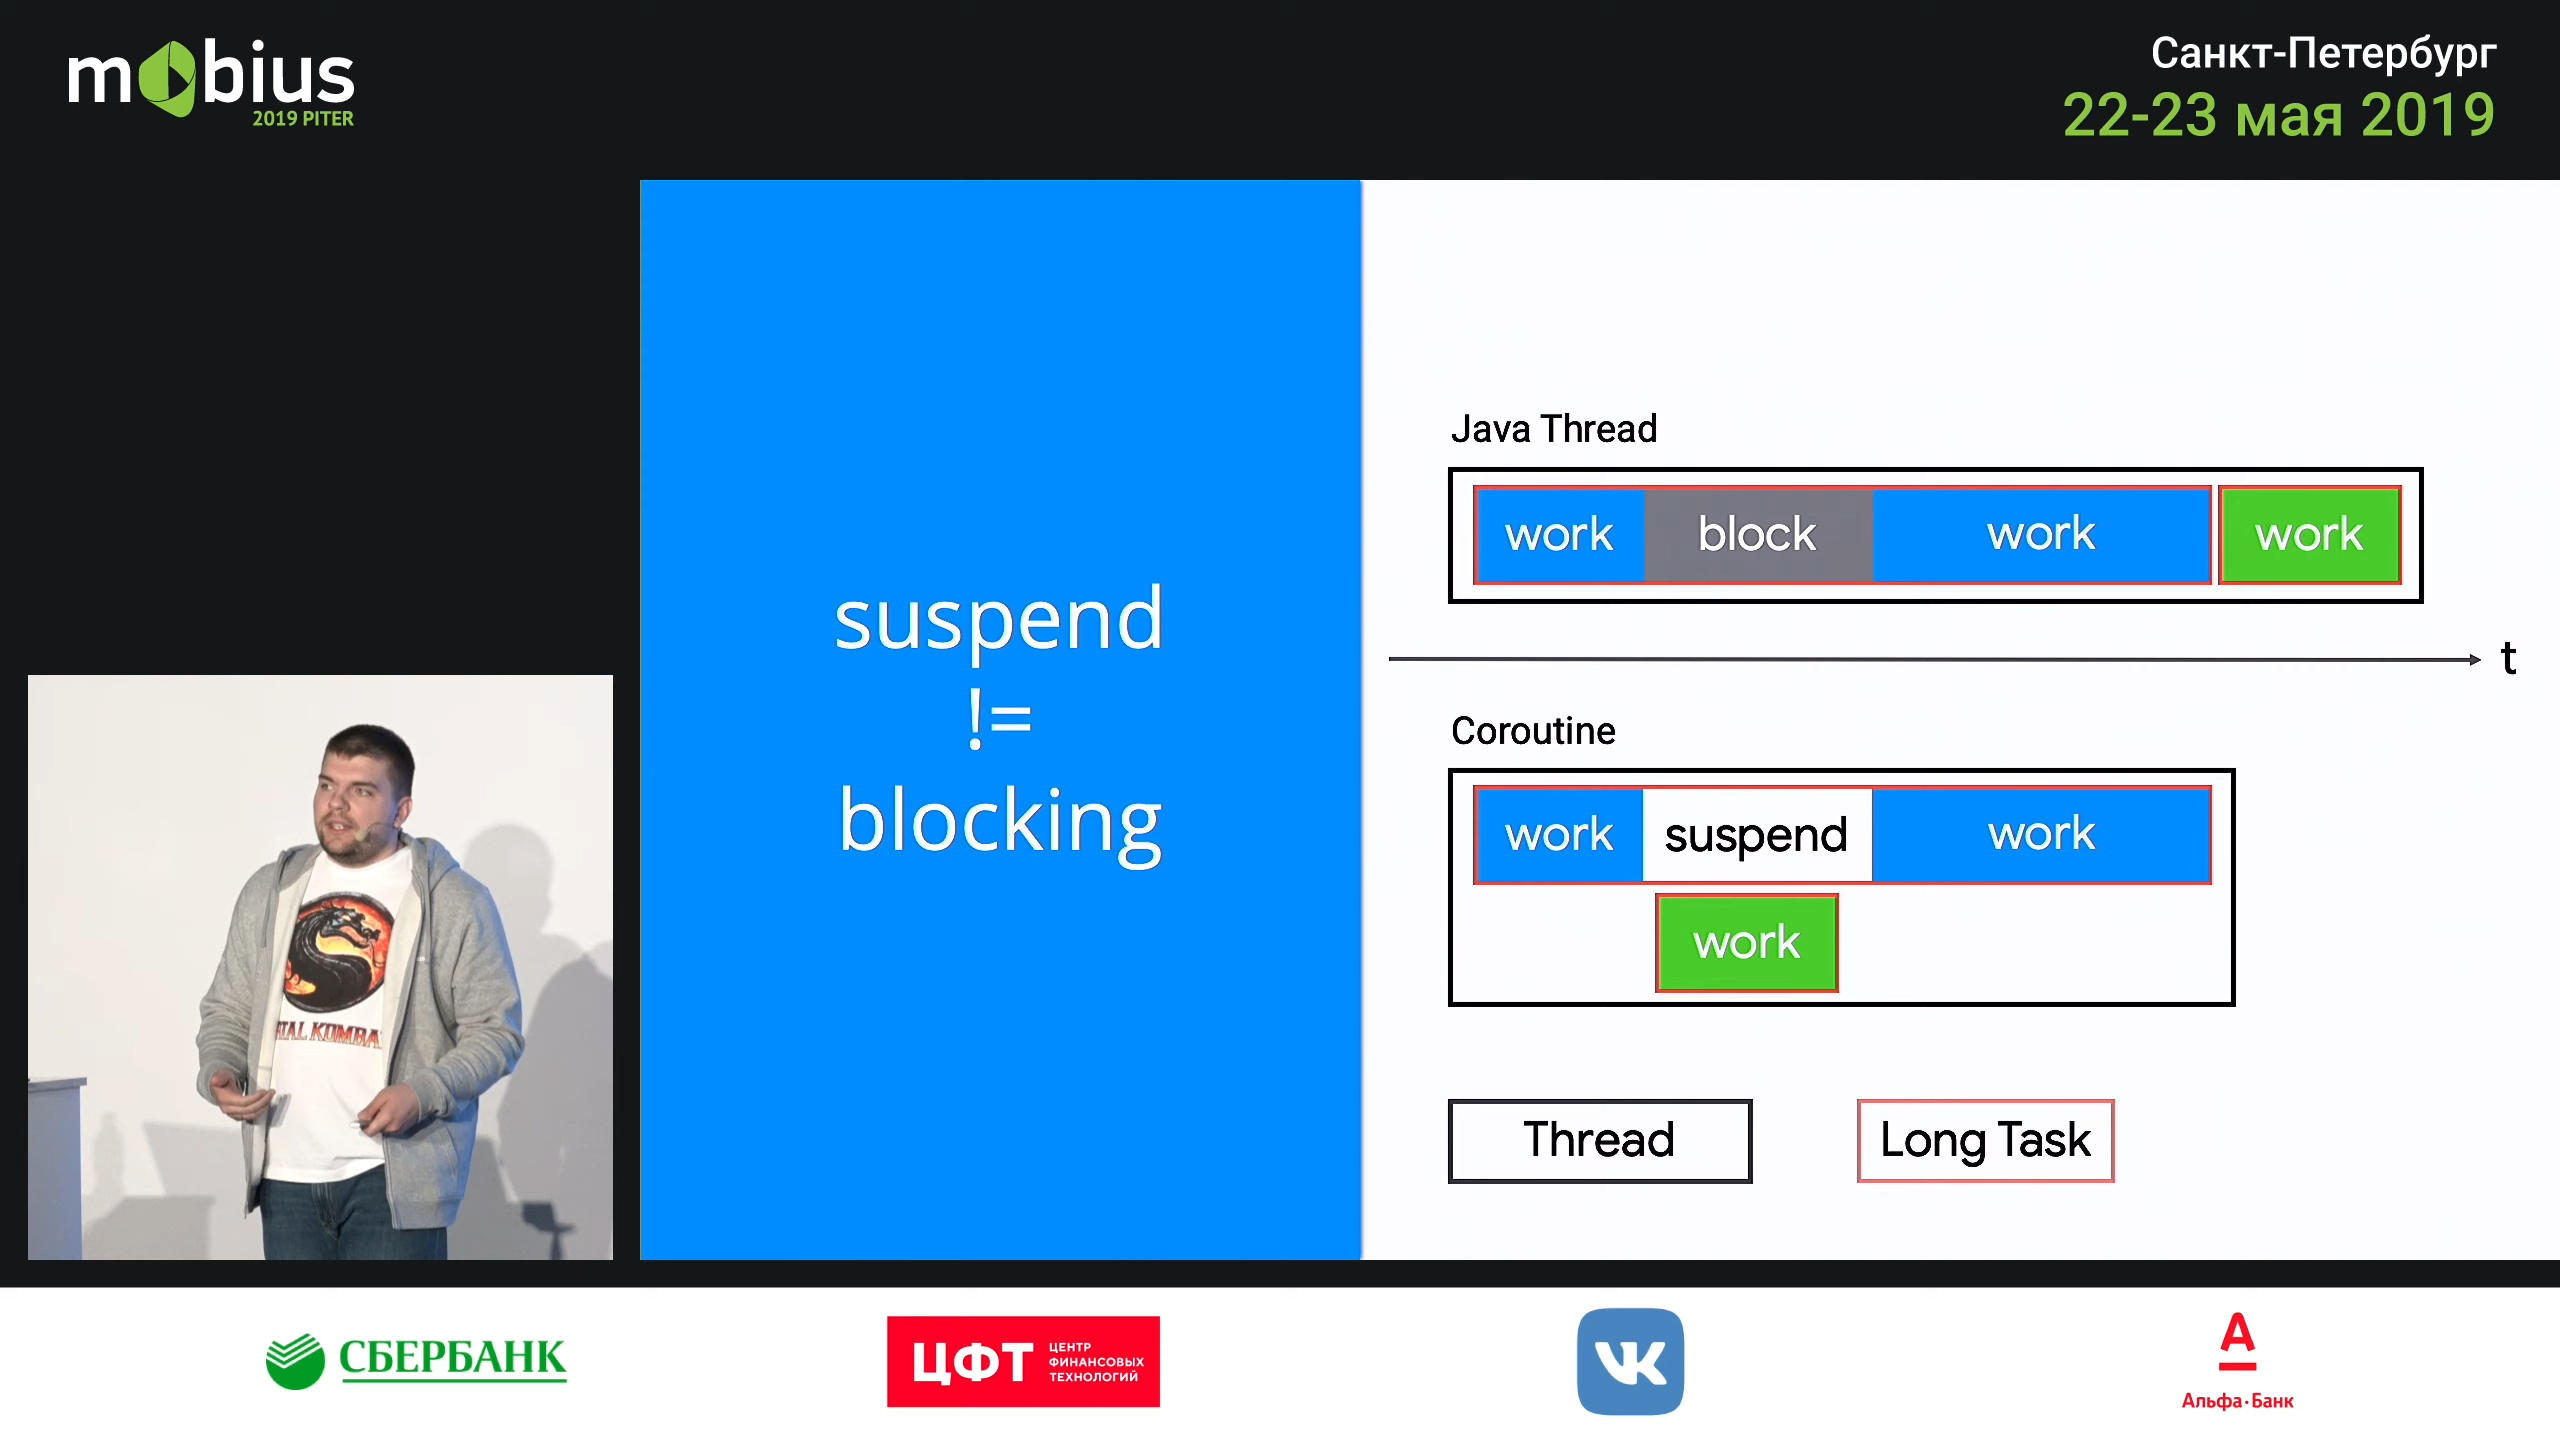 mobius
2019 PITER
Санкт-Петербург
22-23 мая 2019
suspend
!=
blocking
Java Thread
work block work work
t
Coroutine
work suspend work
work
Thread Long Task
СБЕРБАНК
ЦФТ
ЦЕНТР
ФИНАНСОВЫХ
ТЕХНОЛОГИЙ
VK
А
Альфа·Банк